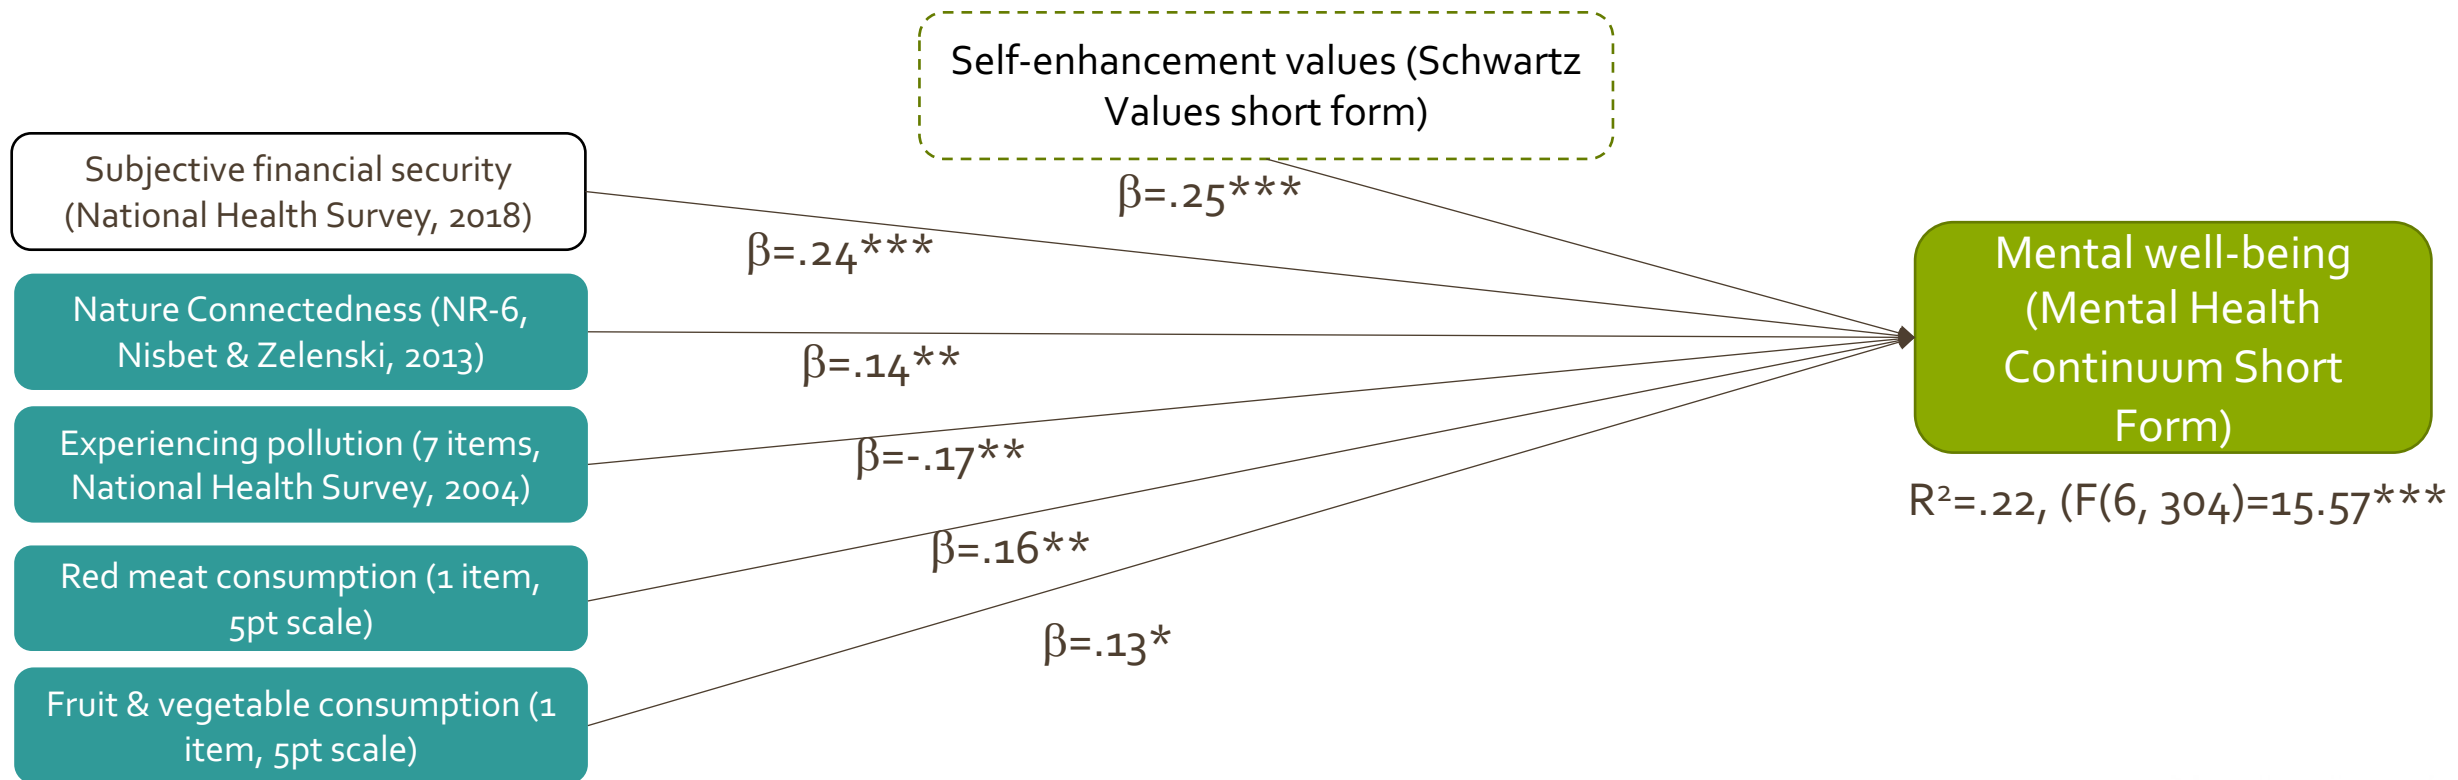 Self-enhancement values (Schwartz
Values short form)
Subjective financial security
(National Health Survey, 2018)
β=.25***
β=.24***
Nature Connectedness (NR-6,
Nisbet & Zelenski, 2013)
β=.14**
Experiencing pollution (7 items,
National Health Survey, 2004)
β=-.17**
Red meat consumption (1 item,
5pt scale)
β=.16**
Fruit & vegetable consumption (1
item, 5pt scale)
β=.13*
Mental well-being
(Mental Health
Continuum Short
Form)
R²=.22, (F(6, 304)=15.57***